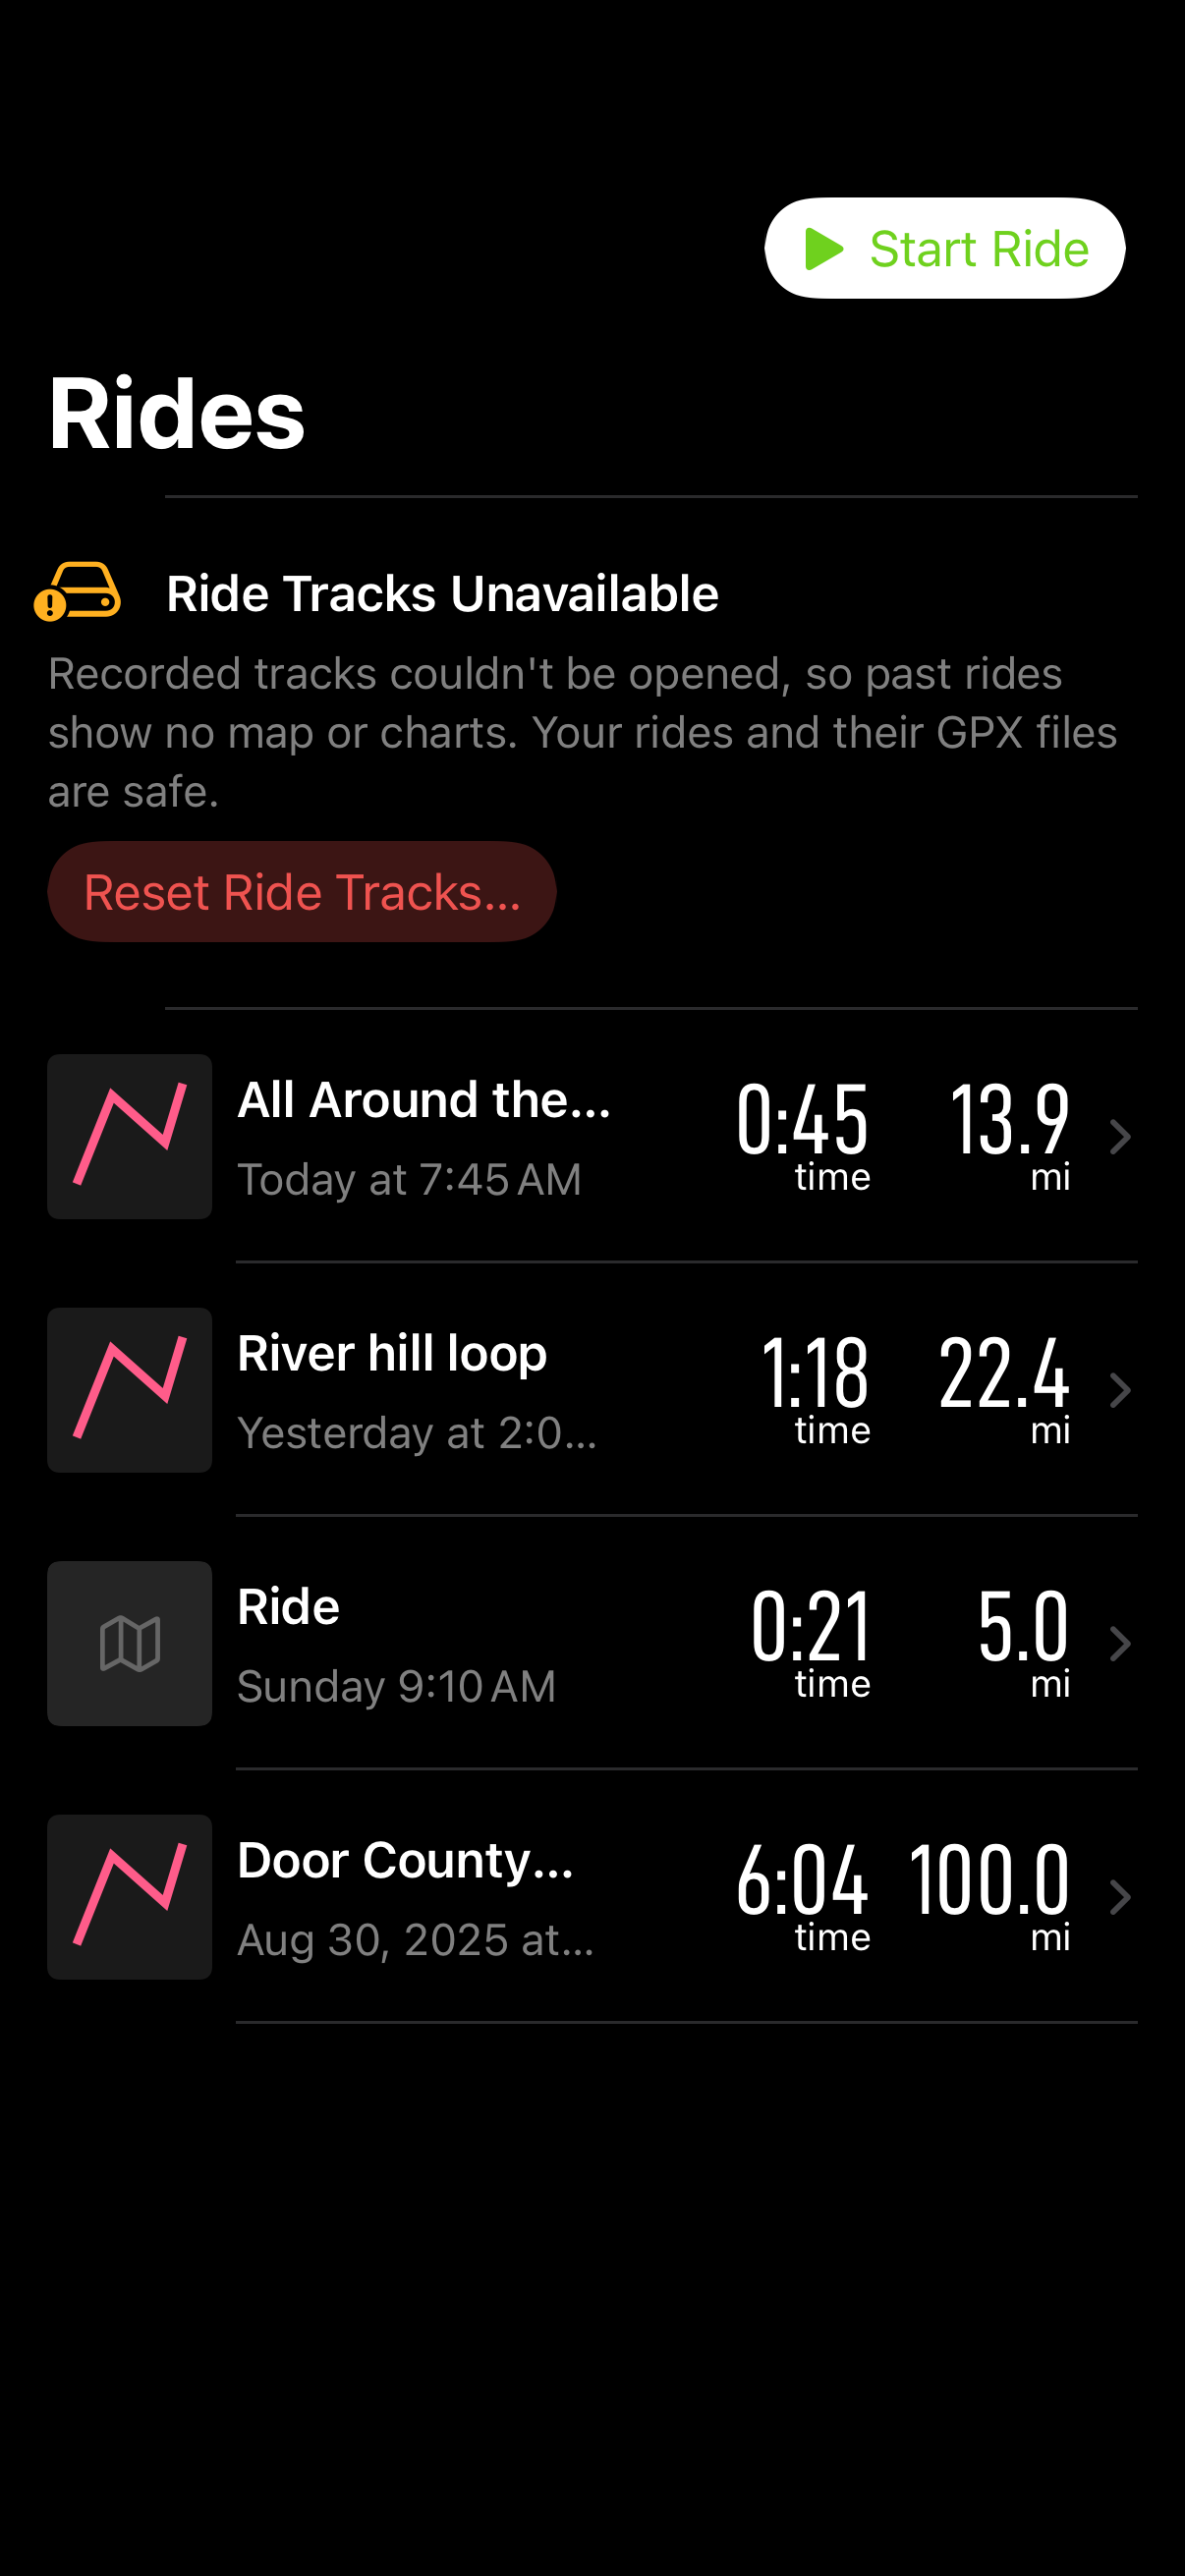 Start Ride
Rides
Ride Tracks Unavailable
Recorded tracks couldn't be opened, so past rides
show no map or charts. Your rides and their GPX files
are safe.
Reset Ride Tracks...
All Around the...
0:45
13.9
Today at 7:45 AM
time
mi
River hill loop
1:18
22.4
Yesterday at 2:0...
time
mi
Ride
0:21
5.0
Sunday 9:10 AM
time
mi
Door County...
6:04
100.0
Aug 30, 2025 at...
time
mi